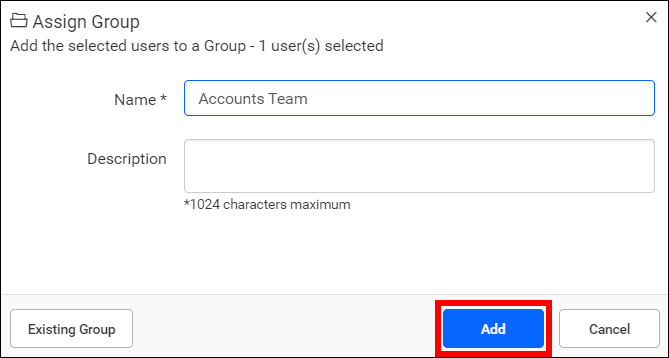 Assign Group
Add the selected users to a Group - 1 user(s) selected
Name * Accounts Team
Description
*1024 characters maximum
Existing Group Add Cancel